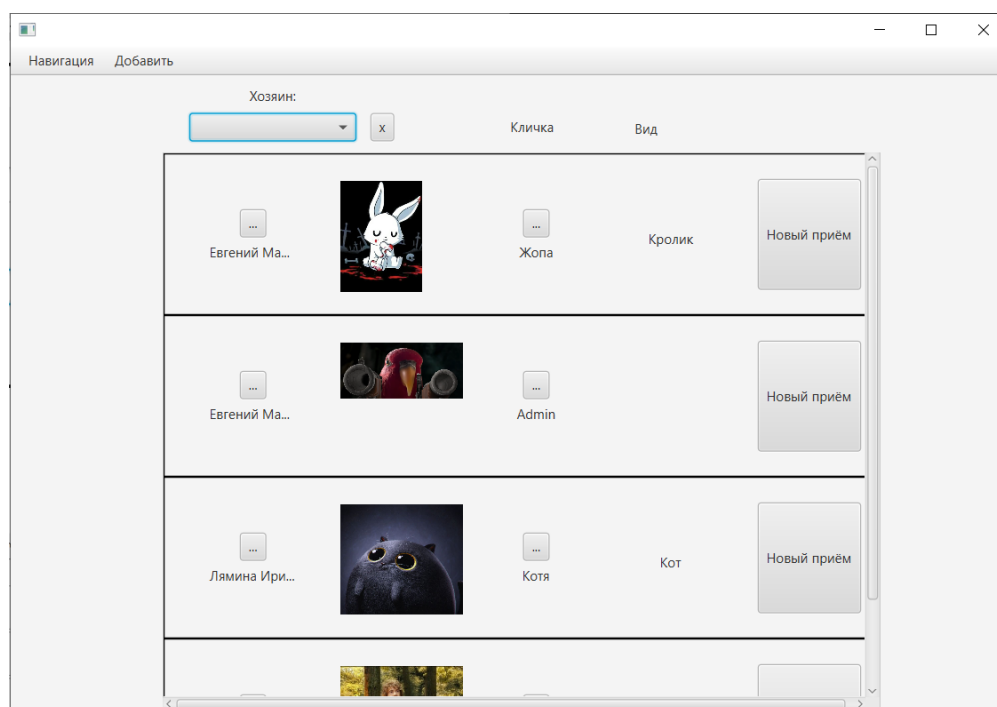 Навигация Добавить
Хозяин:
x Кличка Вид
... ...
Евгений Ма... Жопа Кролик Новый приём
... ...
Евгений Ма... Admin Новый приём
... ...
Лямина Ири... Котя Кот Новый приём